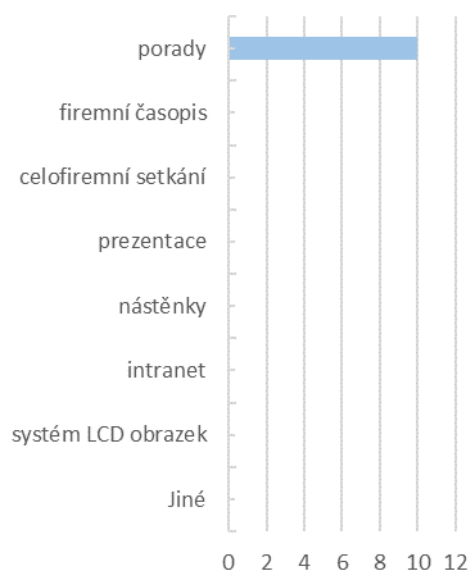 porady
firemní časopis
celofiremní setkání
prezentace
nástěnky
intranet
systém LCD obrazek
Jiné
0 2 4 6 8 10 12